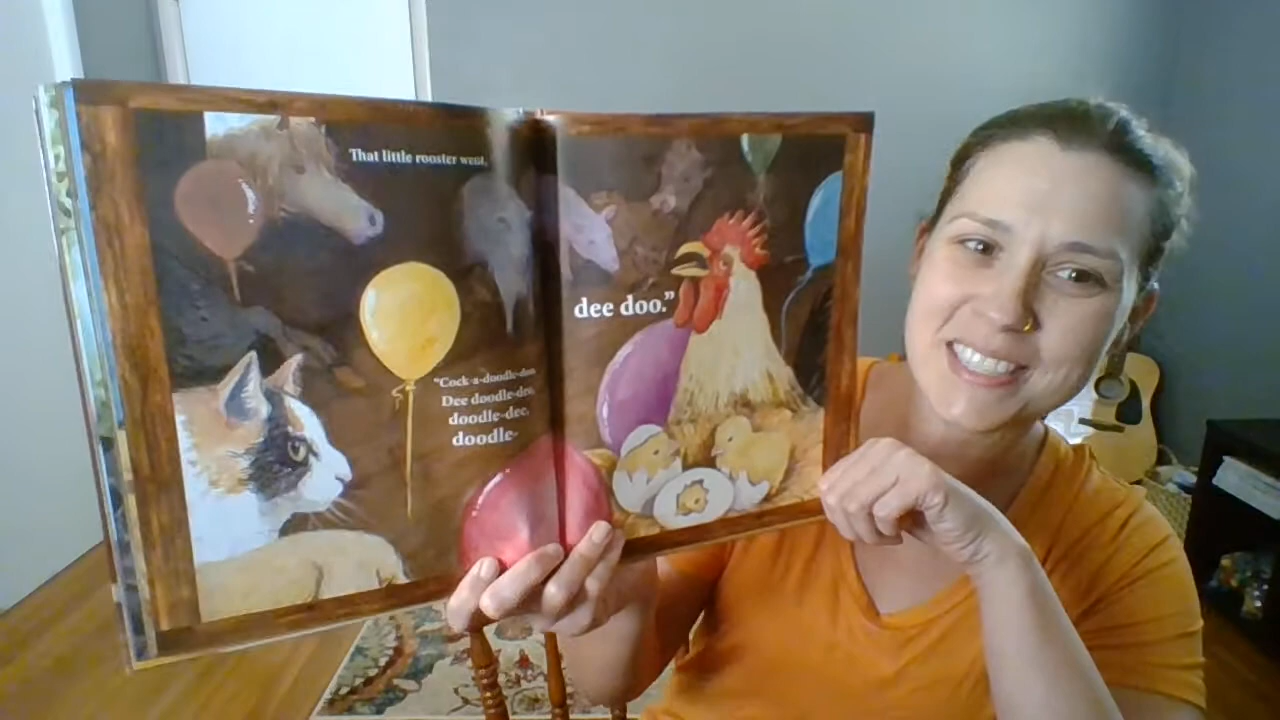 That little rooster went,
"Cock-a-doodle-doo.
Dee doodle-dee,
doodle-dee,
doodle-
dee doo."